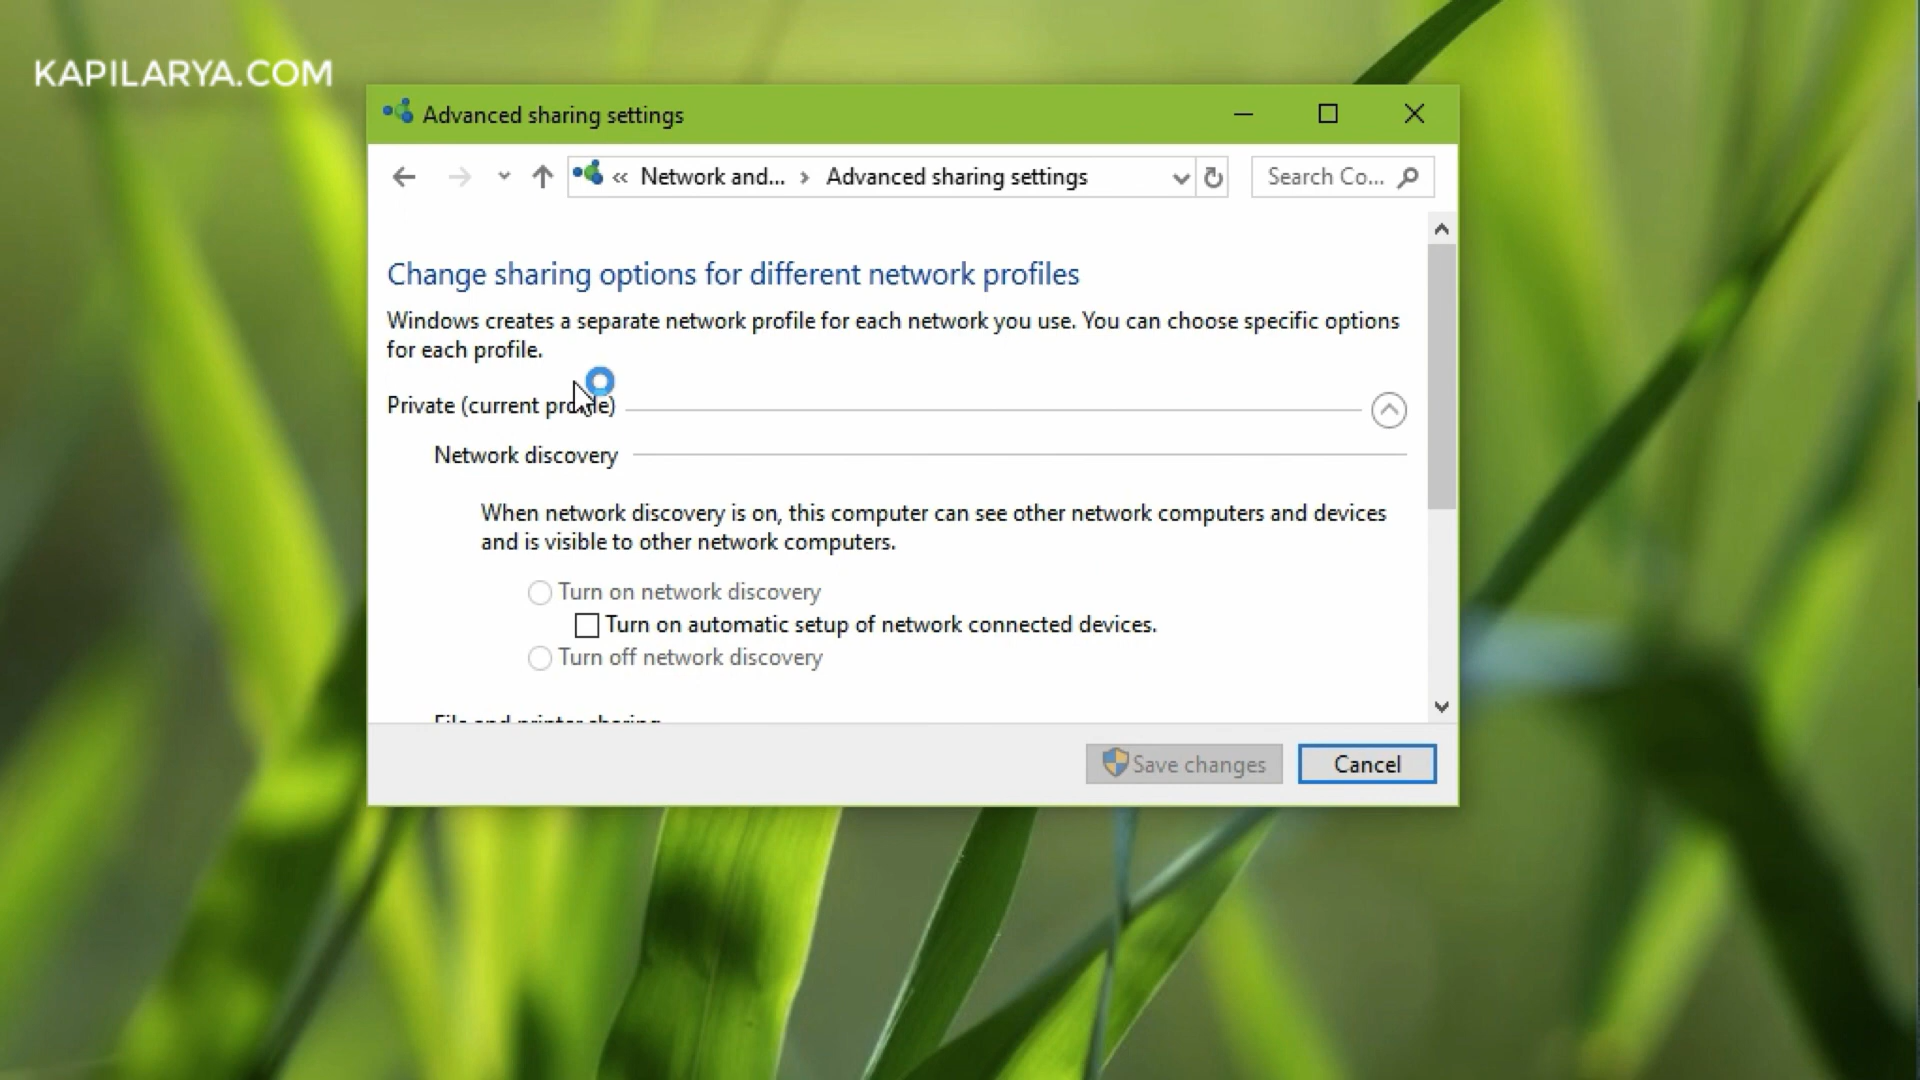 KAPILARYA.COM
Advanced sharing settings
« Network and... › Advanced sharing settings
Search Co...
Change sharing options for different network profiles
Windows creates a separate network profile for each network you use. You can choose specific options
for each profile.
Private (current profile)
Network discovery
When network discovery is on, this computer can see other network computers and devices
and is visible to other network computers.
Turn on network discovery
Turn on automatic setup of network connected devices.
Turn off network discovery
File and printer sharing
Save changes
Cancel